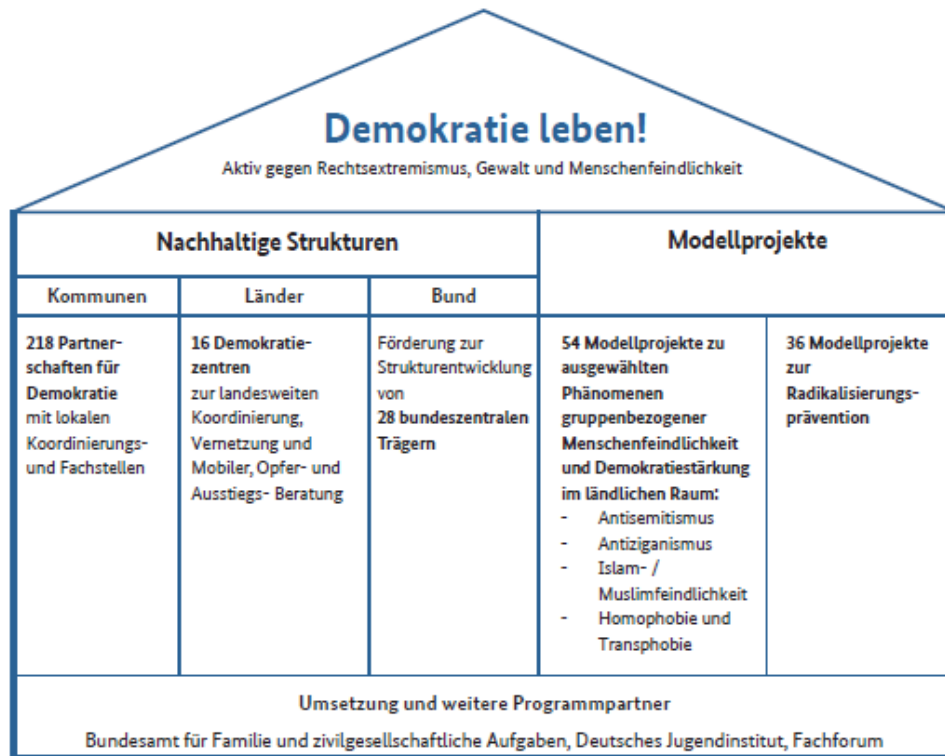 Demokratie leben!
Aktiv gegen Rechtsextremismus, Gewalt und Menschenfeindlichkeit
Nachhaltige Strukturen
Modellprojekte
Kommunen
Länder
Bund
218 Partner-
schaften für
Demokratie
mit lokalen
Koordinierungs-
und Fachstellen
16 Demokratie-
zentren
zur landesweiten
Koordinierung,
Vernetzung und
Mobiler, Opfer- und
Ausstiegs- Beratung
Förderung zur
Strukturentwicklung
von
28 bundeszentralen
Trägern
54 Modellprojekte zu
ausgewählten
Phänomenen
gruppenbezogener
Menschenfeindlichkeit
und Demokratiestärkung
im ländlichen Raum:
- Antisemitismus
- Antiziganismus
- Islam- /
Muslimfeindlichkeit
- Homophobie und
Transphobie
36 Modellprojekte
zur
Radikalisierungs-
prävention
Umsetzung und weitere Programmpartner
Bundesamt für Familie und zivilgesellschaftliche Aufgaben, Deutsches Jugendinstitut, Fachforum